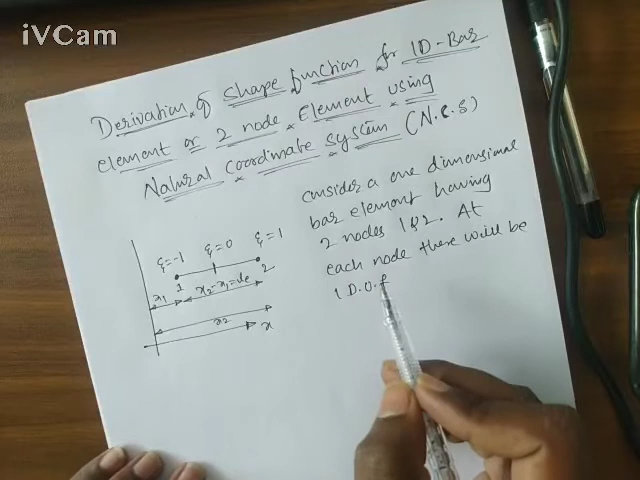 iVCam
Derivation of shape function for 1D-Bar
element or 2 node Element using
Natural coordinate system (N.C.S)
consider a one dimensional
bar element having
2 nodes 1 & 2. At
each node there will be
1 D.O.f
ξ=-1 ξ=0 ξ=1
1 2
x₁ x₂-x₁=le
x₂
x